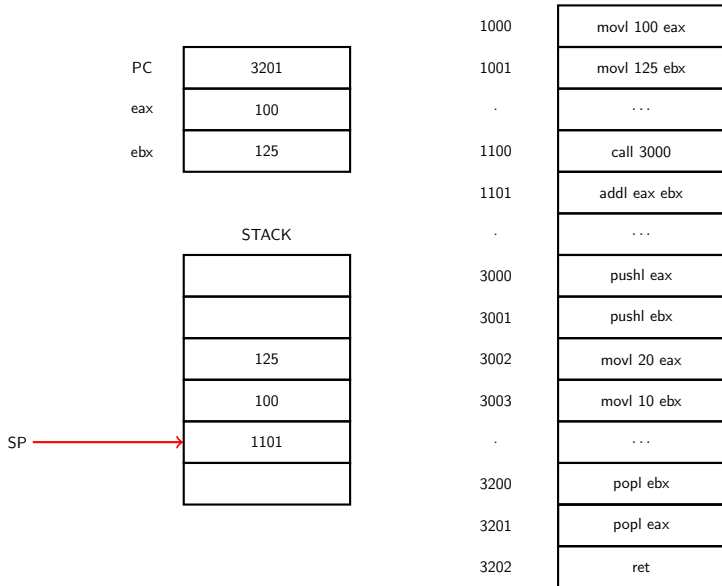 PC 3201
eax 100
ebx 125
STACK
125
100
SP 1101
1000 movl 100 eax
1001 movl 125 ebx
. ...
1100 call 3000
1101 addl eax ebx
. ...
3000 pushl eax
3001 pushl ebx
3002 movl 20 eax
3003 movl 10 ebx
. ...
3200 popl ebx
3201 popl eax
3202 ret